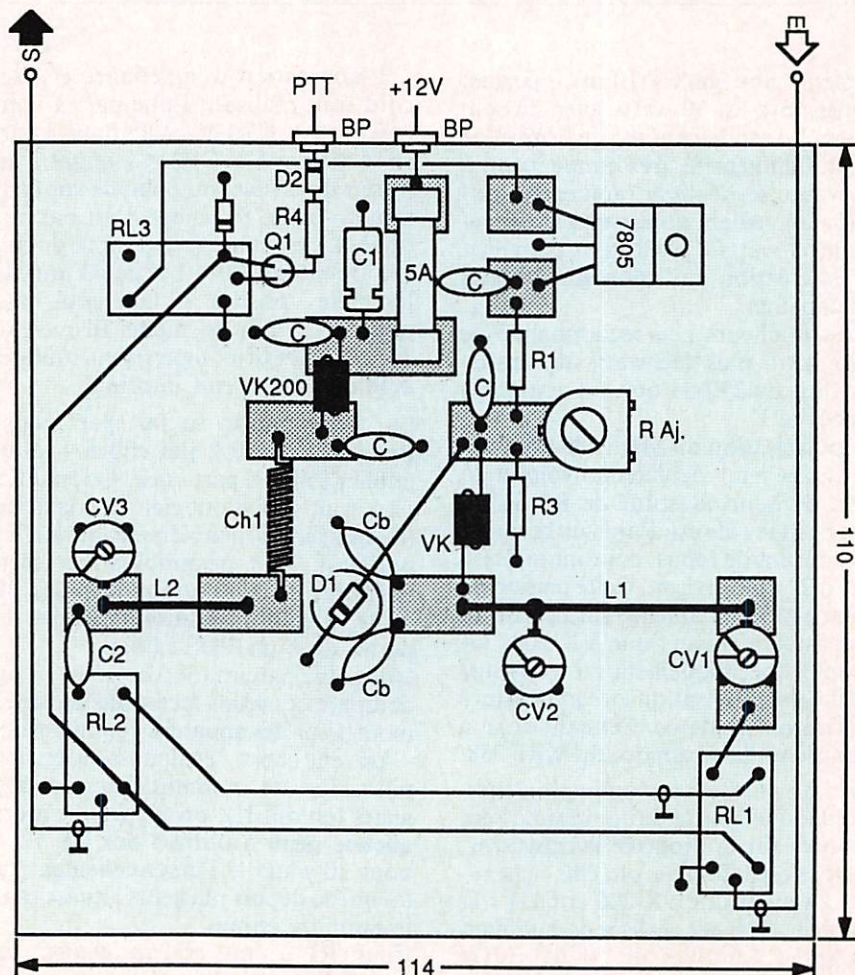 S
E
PTT
+12V
BP
BP
D2
R4
RL3
Q1
C1
5A
7805
C
C
R1
VK200
C
C
R Aj.
R3
VK
Ch1
CV3
Cb
D1
L2
L1
C2
Cb
CV2
CV1
RL2
RL1
110
114